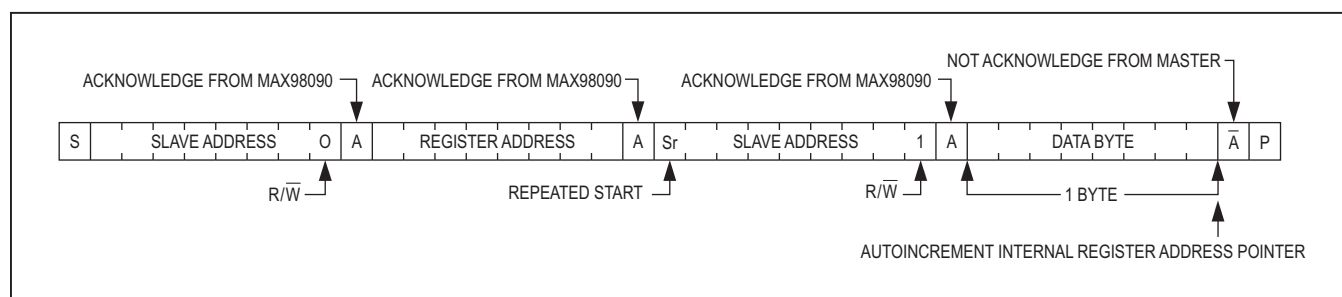 NOT ACKNOWLEDGE FROM MASTER
ACKNOWLEDGE FROM MAX98090
ACKNOWLEDGE FROM MAX98090
ACKNOWLEDGE FROM MAX98090
S SLAVE ADDRESS O A REGISTER ADDRESS A Sr SLAVE ADDRESS 1 A DATA BYTE A̅ P
R/W̅
REPEATED START
R/W̅
1 BYTE
AUTOINCREMENT INTERNAL REGISTER ADDRESS POINTER